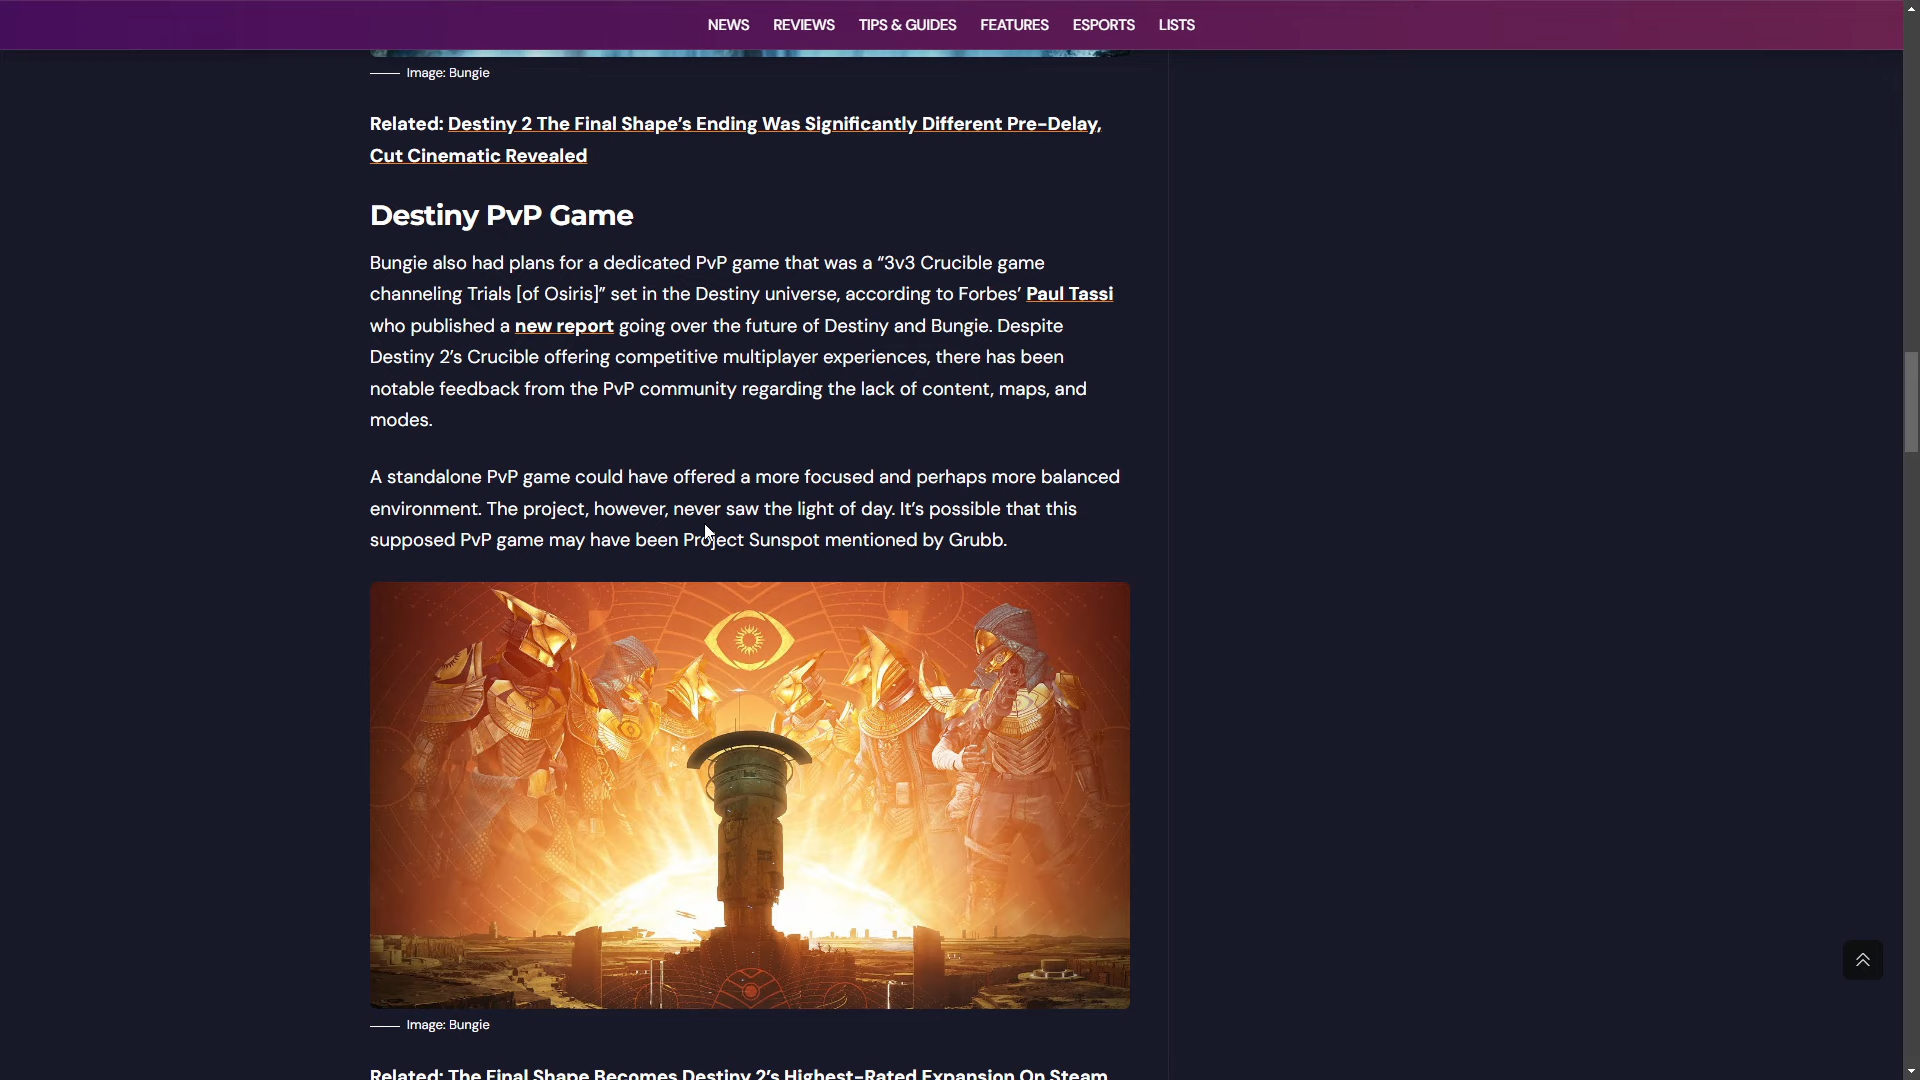 NEWS REVIEWS TIPS & GUIDES FEATURES ESPORTS LISTS
Image: Bungie
Related: Destiny 2 The Final Shape’s Ending Was Significantly Different Pre-Delay,
Cut Cinematic Revealed
Destiny PvP Game
Bungie also had plans for a dedicated PvP game that was a “3v3 Crucible game
channeling Trials [of Osiris]” set in the Destiny universe, according to Forbes’ Paul Tassi
who published a new report going over the future of Destiny and Bungie. Despite
Destiny 2’s Crucible offering competitive multiplayer experiences, there has been
notable feedback from the PvP community regarding the lack of content, maps, and
modes.
A standalone PvP game could have offered a more focused and perhaps more balanced
environment. The project, however, never saw the light of day. It’s possible that this
supposed PvP game may have been Project Sunspot mentioned by Grubb.
Image: Bungie
Related: The Final Shape Becomes Destiny 2’s Highest-Rated Expansion On Steam